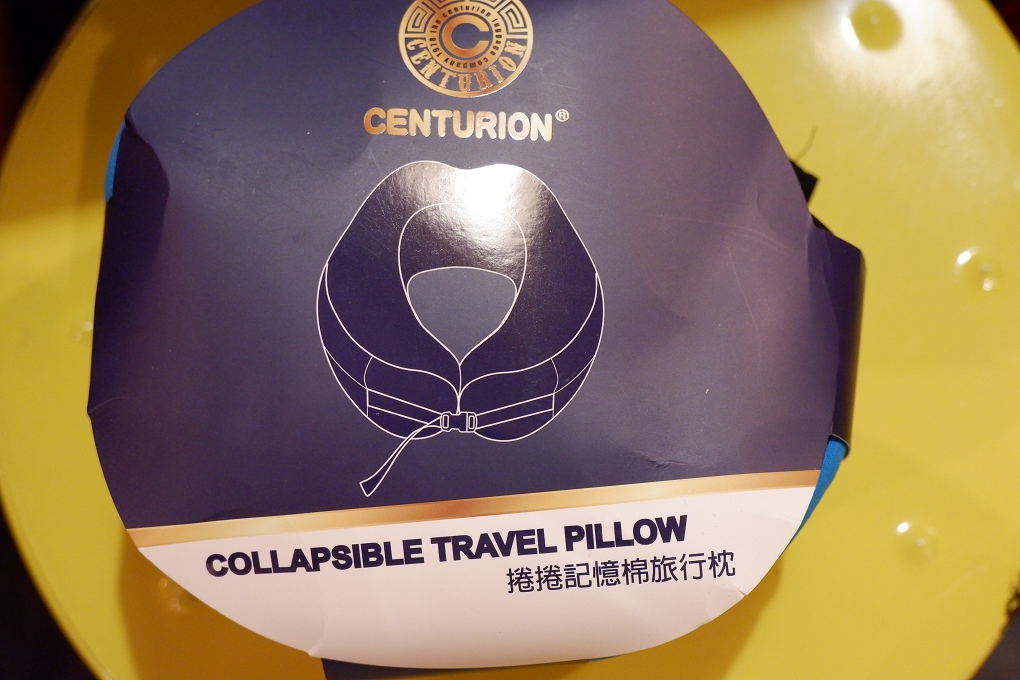 C
CENTURION
CENTURION®
COLLAPSIBLE TRAVEL PILLOW
捲捲記憶棉旅行枕